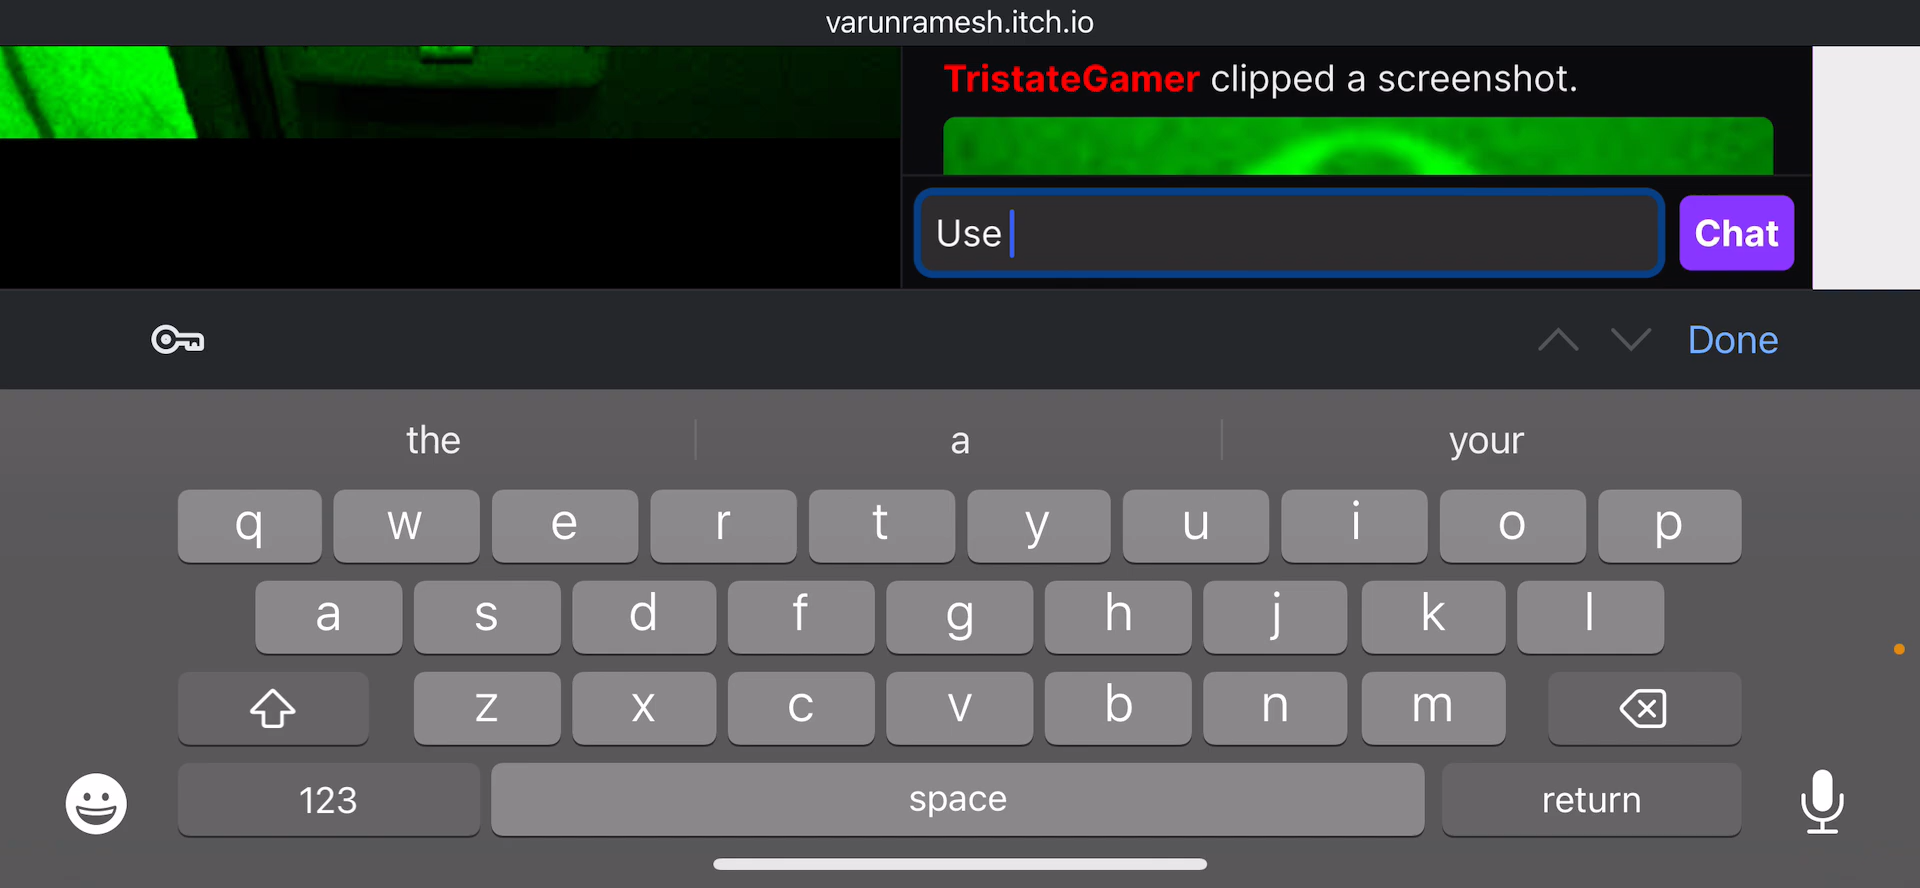 varunramesh.itch.io
TristateGamer clipped a screenshot.
Use
Chat
Done
the a your
q w e r t y u i o p
a s d f g h j k l
z x c v b n m
123 space return